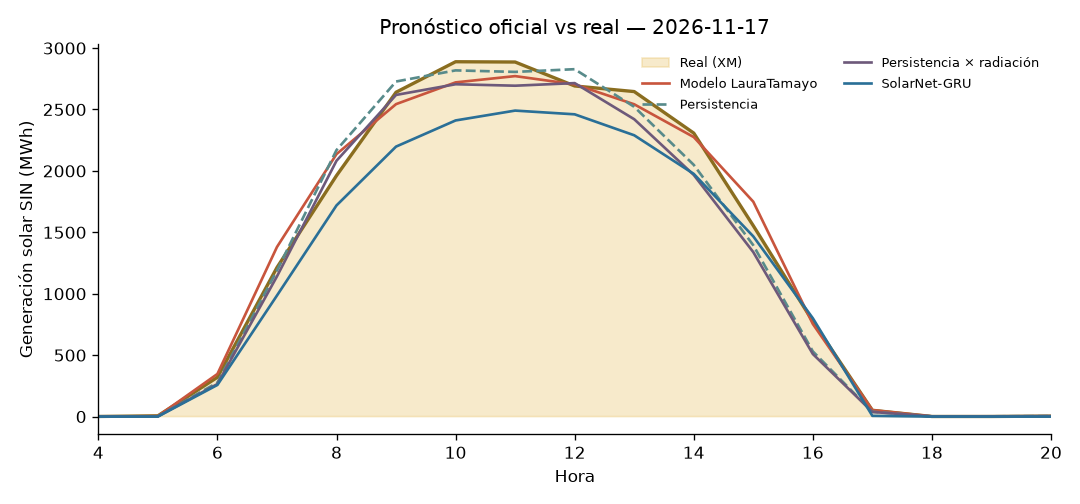 Pronóstico oficial vs real — 2026-11-17
Generación solar SIN (MWh)
3000
2500
2000
1500
1000
500
0
Real (XM)
Modelo LauraTamayo
Persistencia
Persistencia × radiación
SolarNet-GRU
4 6 8 10 12 14 16 18 20
Hora